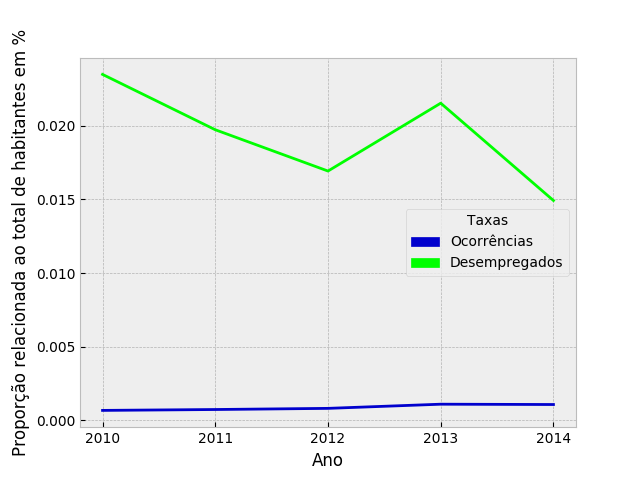 Proporção relacionada ao total de habitantes em %
0.020
0.015
0.010
0.005
0.000
Taxas
Ocorrências
Desempregados
2010 2011 2012 2013 2014
Ano